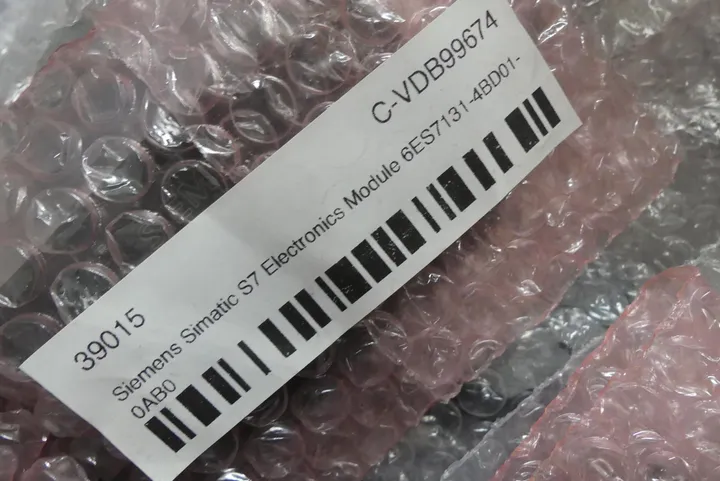 39015 C-VDB99674
Siemens Simatic S7 Electronics Module 6ES7131-4BD01-
0AB0